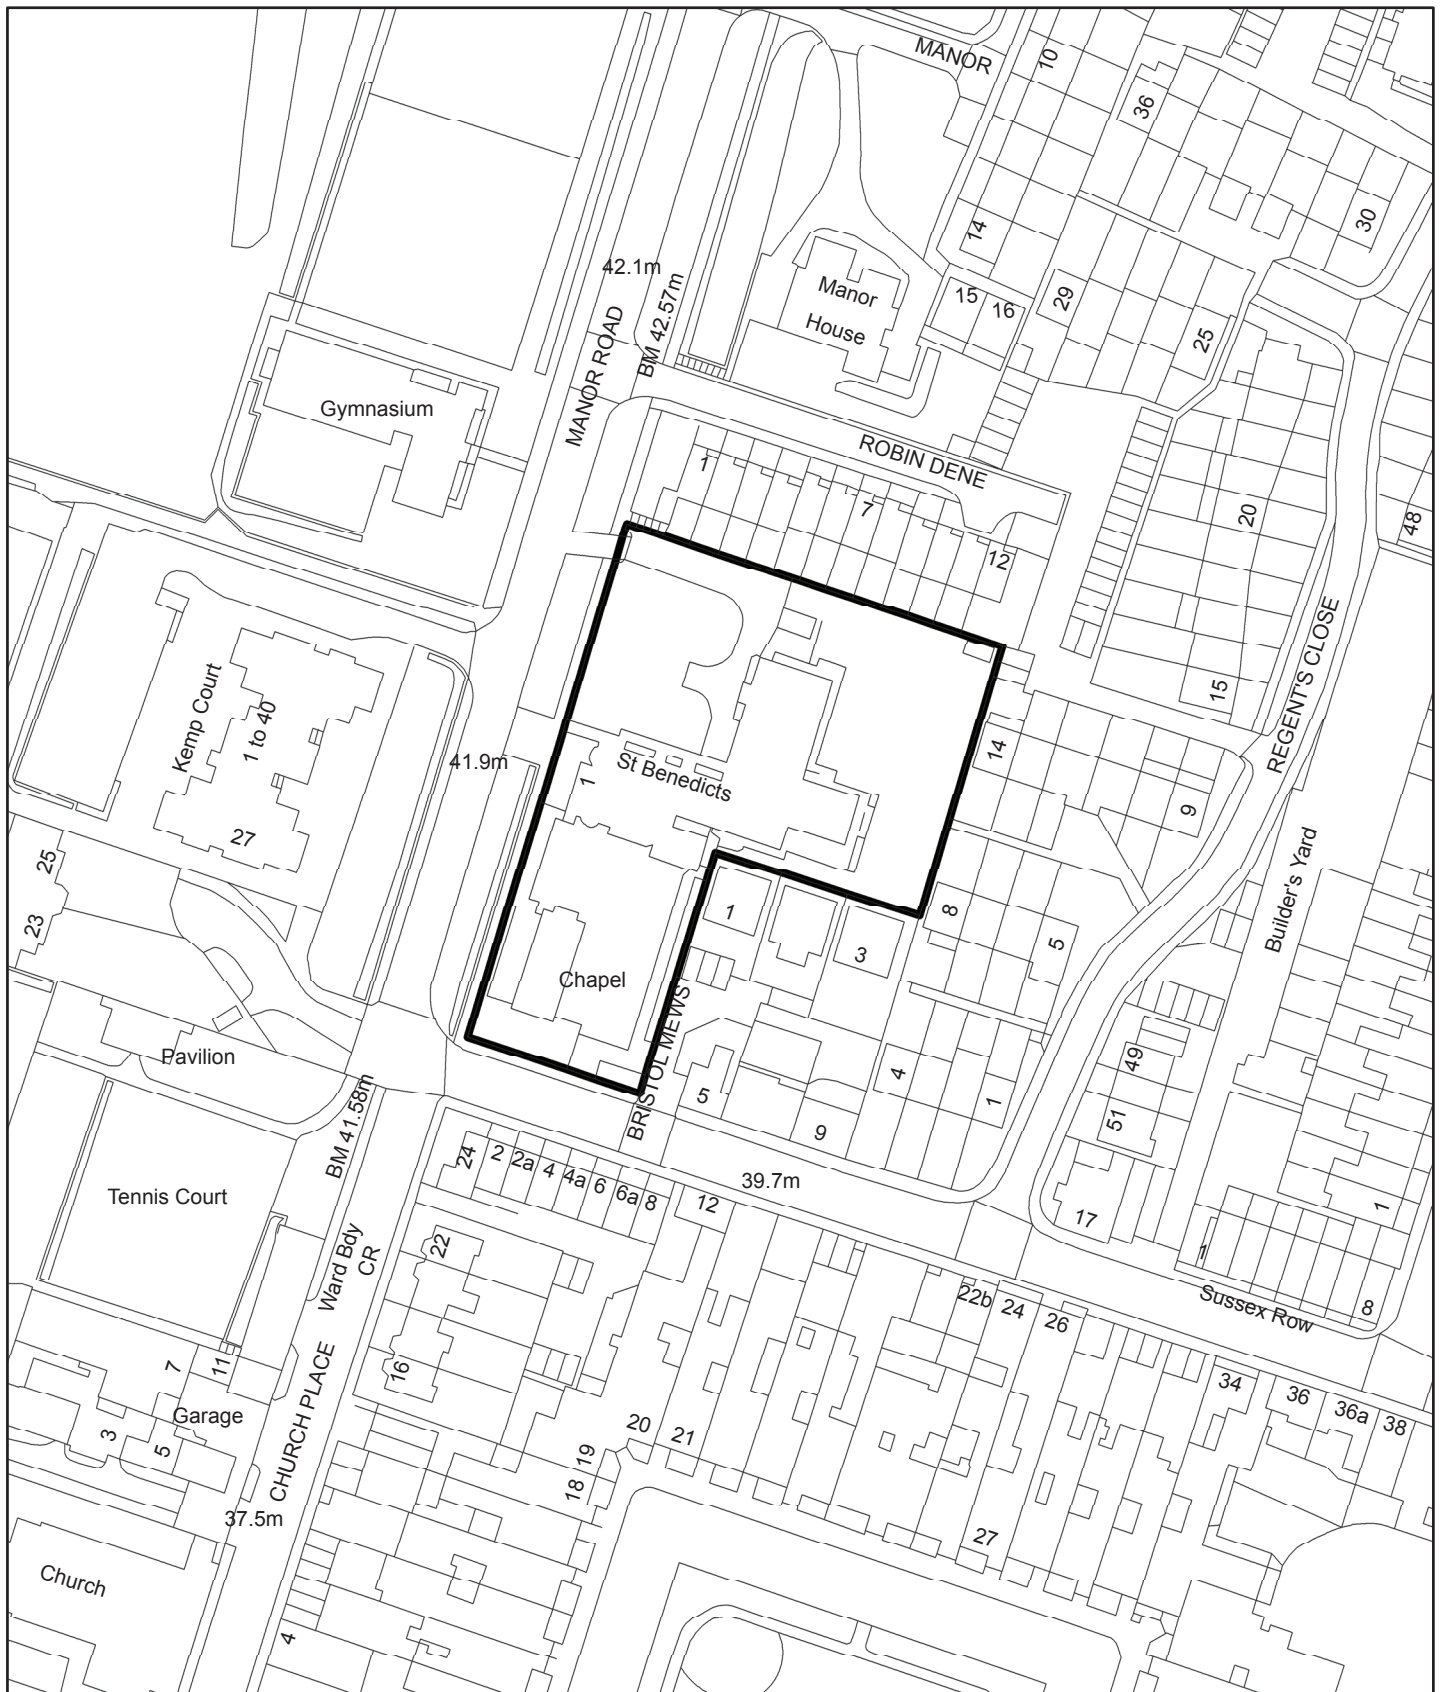 MANOR
10
36
30
14
42.1m
BM 42.57m
Manor
House
15
16
29
25
MANOR ROAD
Gymnasium
ROBIN DENE
1
7
12
20
48
REGENT'S CLOSE
15
Kemp Court
1 to 40
27
41.9m
1
St Benedicts
14
9
25
23
Builder's Yard
1
3
8
5
Chapel
BRISTOL MEWS
Pavilion
BM 41.58m
5
9
4
1
49
51
17
Tennis Court
24
2
2a
4
4a
6
6a
8
12
39.7m
1
1
8
Sussex Row
22
Ward Bdy
CR
16
22b
24
26
34
36
36a
38
7
11
Garage
3
5
CHURCH PLACE
37.5m
20
21
19
18
27
Church
4